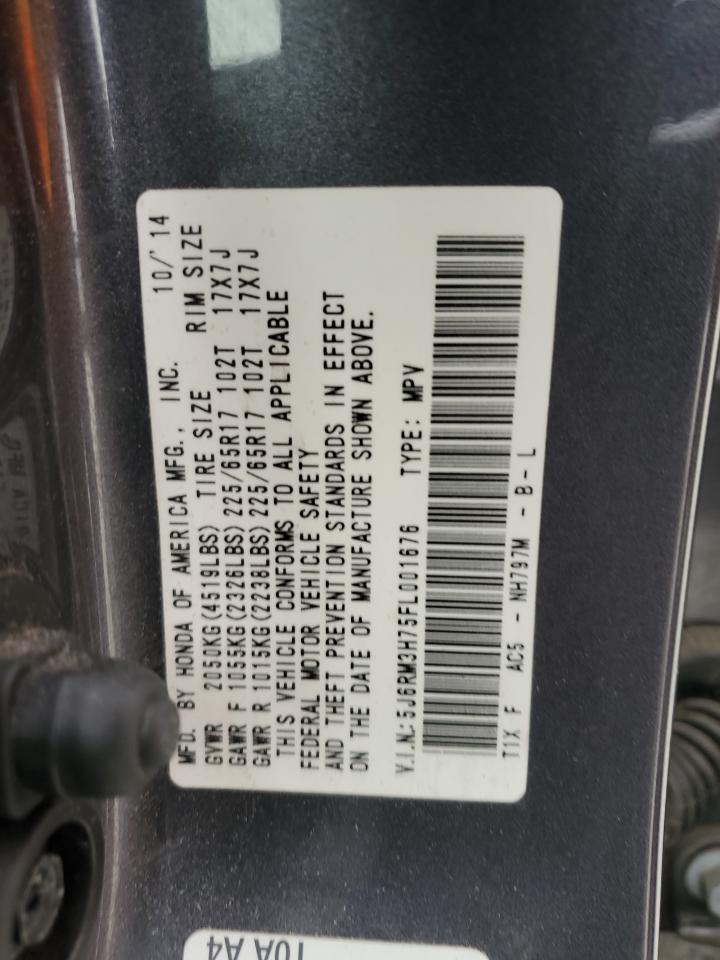 MFD. BY HONDA OF AMERICA MFG., INC. 10/'14
GVWR 2050KG(4519LBS) TIRE SIZE RIM SIZE
GAWR F 1055KG(2326LBS) 225/65R17 102T 17X7J
GAWR R 1015KG(2238LBS) 225/65R17 102T 17X7J
THIS VEHICLE CONFORMS TO ALL APPLICABLE
FEDERAL MOTOR VEHICLE SAFETY
AND THEFT PREVENTION STANDARDS IN EFFECT
ON THE DATE OF MANUFACTURE SHOWN ABOVE.
V.I.N.: 5J6RM3H75FL001676 TYPE: MPV
T1X F AC5 - NH797M - B - L
T0A A4